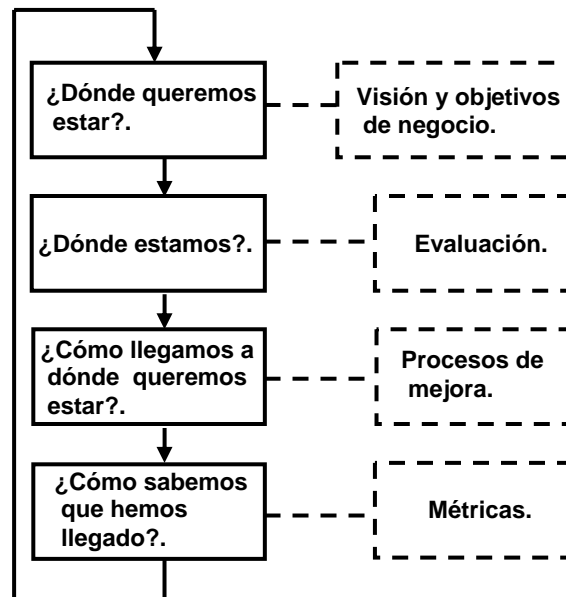 ¿Dónde queremos
estar?.
Visión y objetivos
de negocio.
¿Dónde estamos?.
Evaluación.
¿Cómo llegamos a
dónde queremos
estar?.
Procesos de
mejora.
¿Cómo sabemos
que hemos
llegado?.
Métricas.